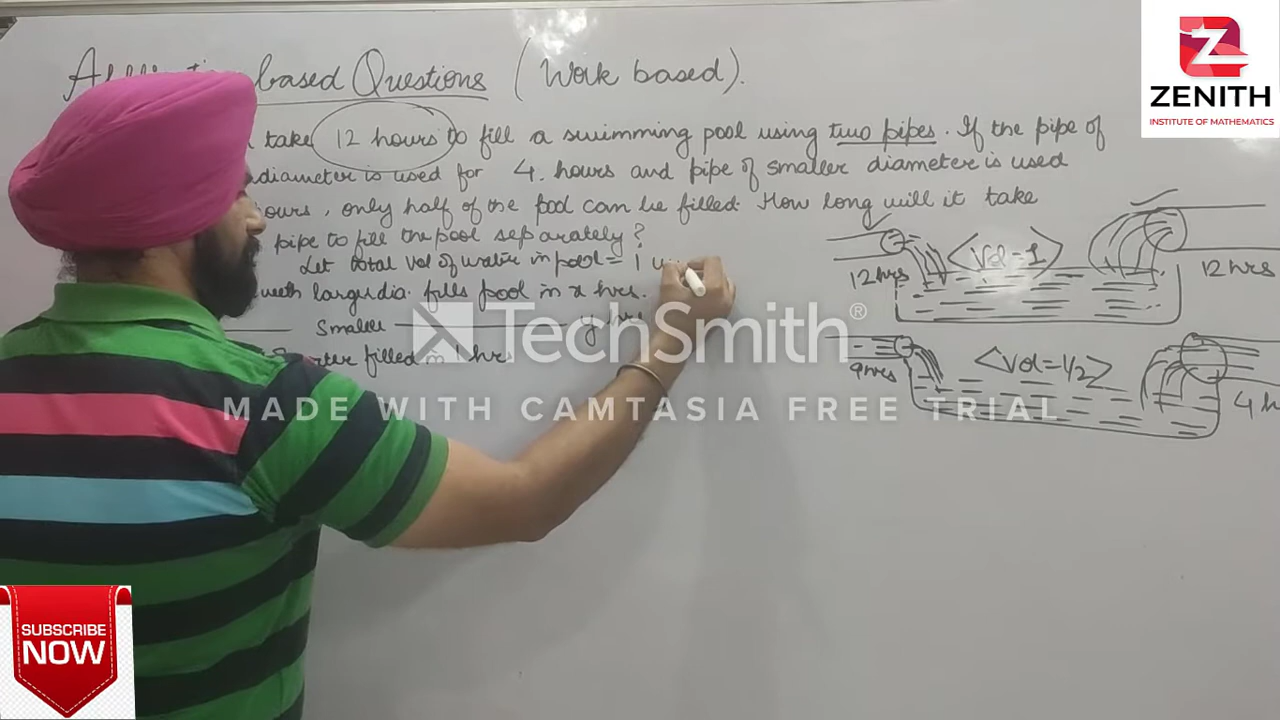 based Questions (Work based).
take 12 hours to fill a swimming pool using two pipes. If the pipe of
diameter is used for 4. hours and pipe of smaller diameter is used
ours, only half of the pool can be filled. How long will it take
pipe to fill the pool separately?
Let total vol of water in pool = 1
with larger dia. fills pool in x hrs.
Smaller y hrs
filled in 1 hrs
12 hrs
<Vol=1>
12 hrs
9 hrs
<Vol=1/2>
4 h
Z
ZENITH
INSTITUTE OF MATHEMATICS
TechSmith®
MADE WITH CAMTASIA FREE TRIAL
SUBSCRIBE
NOW